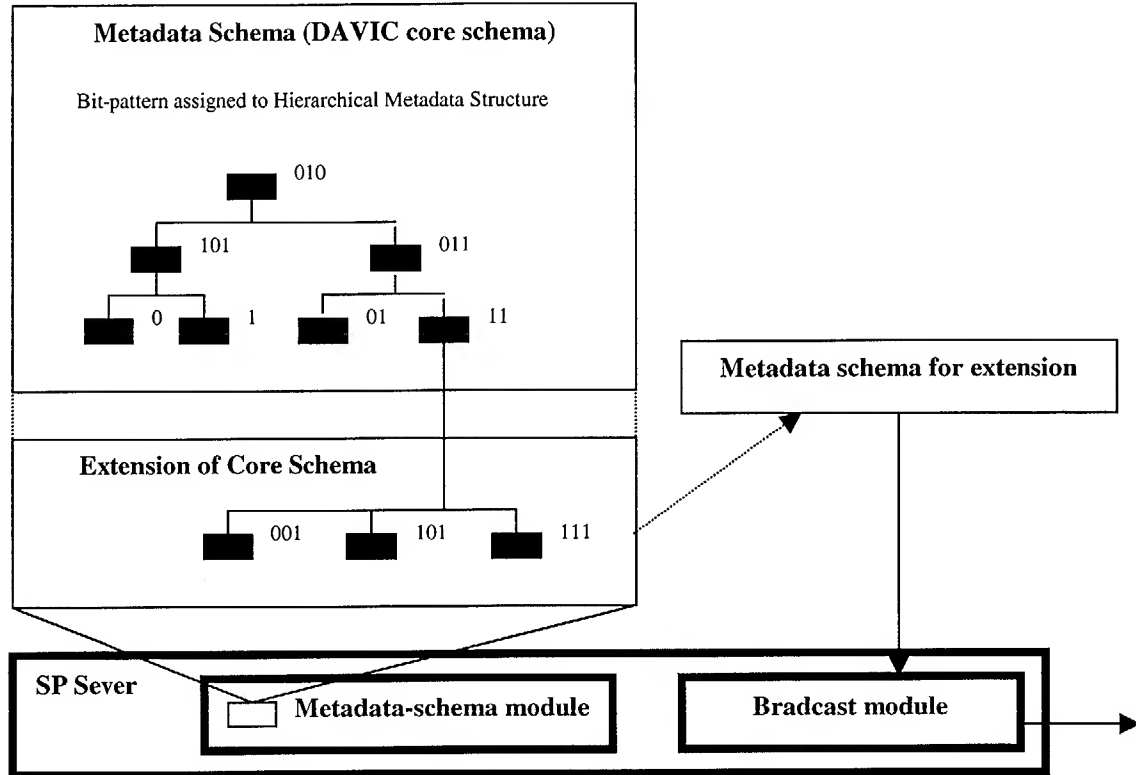 Metadata Schema (DAVIC core schema)
Bit-pattern assigned to Hierarchical Metadata Structure
010
101
011
0
1
01
11
Metadada schema for extension
Extension of Core Schema
001
101
111
SP Sever
Metadata-schema module
Bradcast module